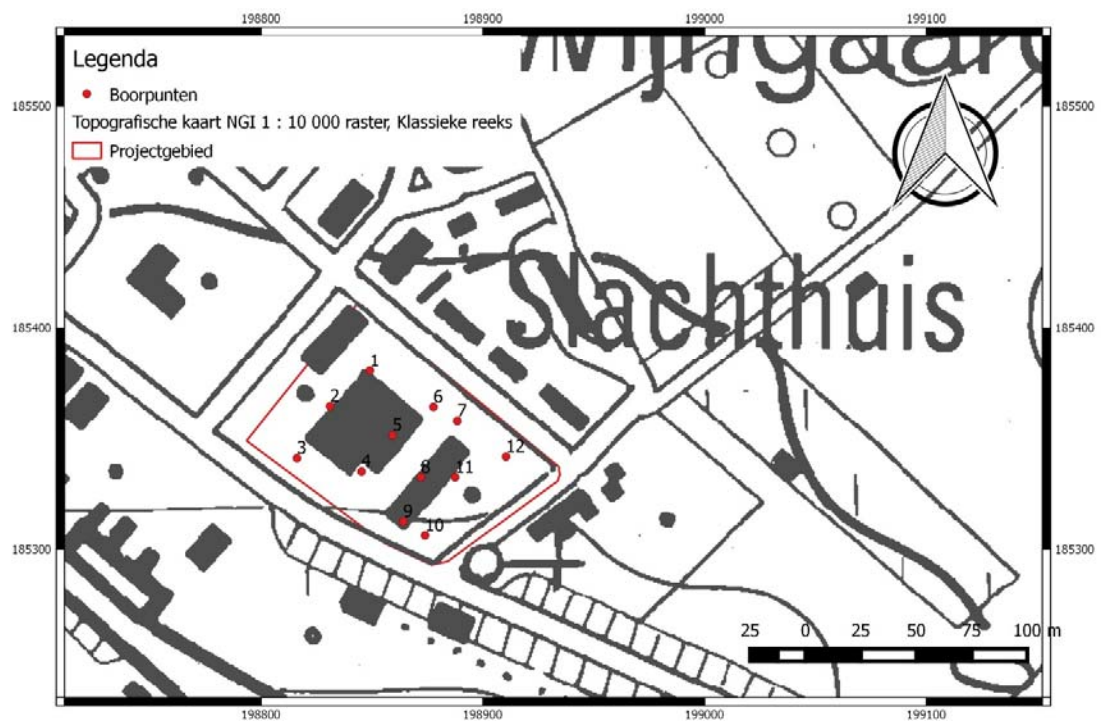 198800 198900 199000 199100
Legenda
Boorpunten
Topografische kaart NGI 1 : 10 000 raster, Klassieke reeks
Projectgebied
185500 185500
Slachthuis
185400 185400
1
2
6
7
5
3
12
4
8
11
9
10
185300 185300
25 0 25 50 75 100 m
198800 198900 199000 199100